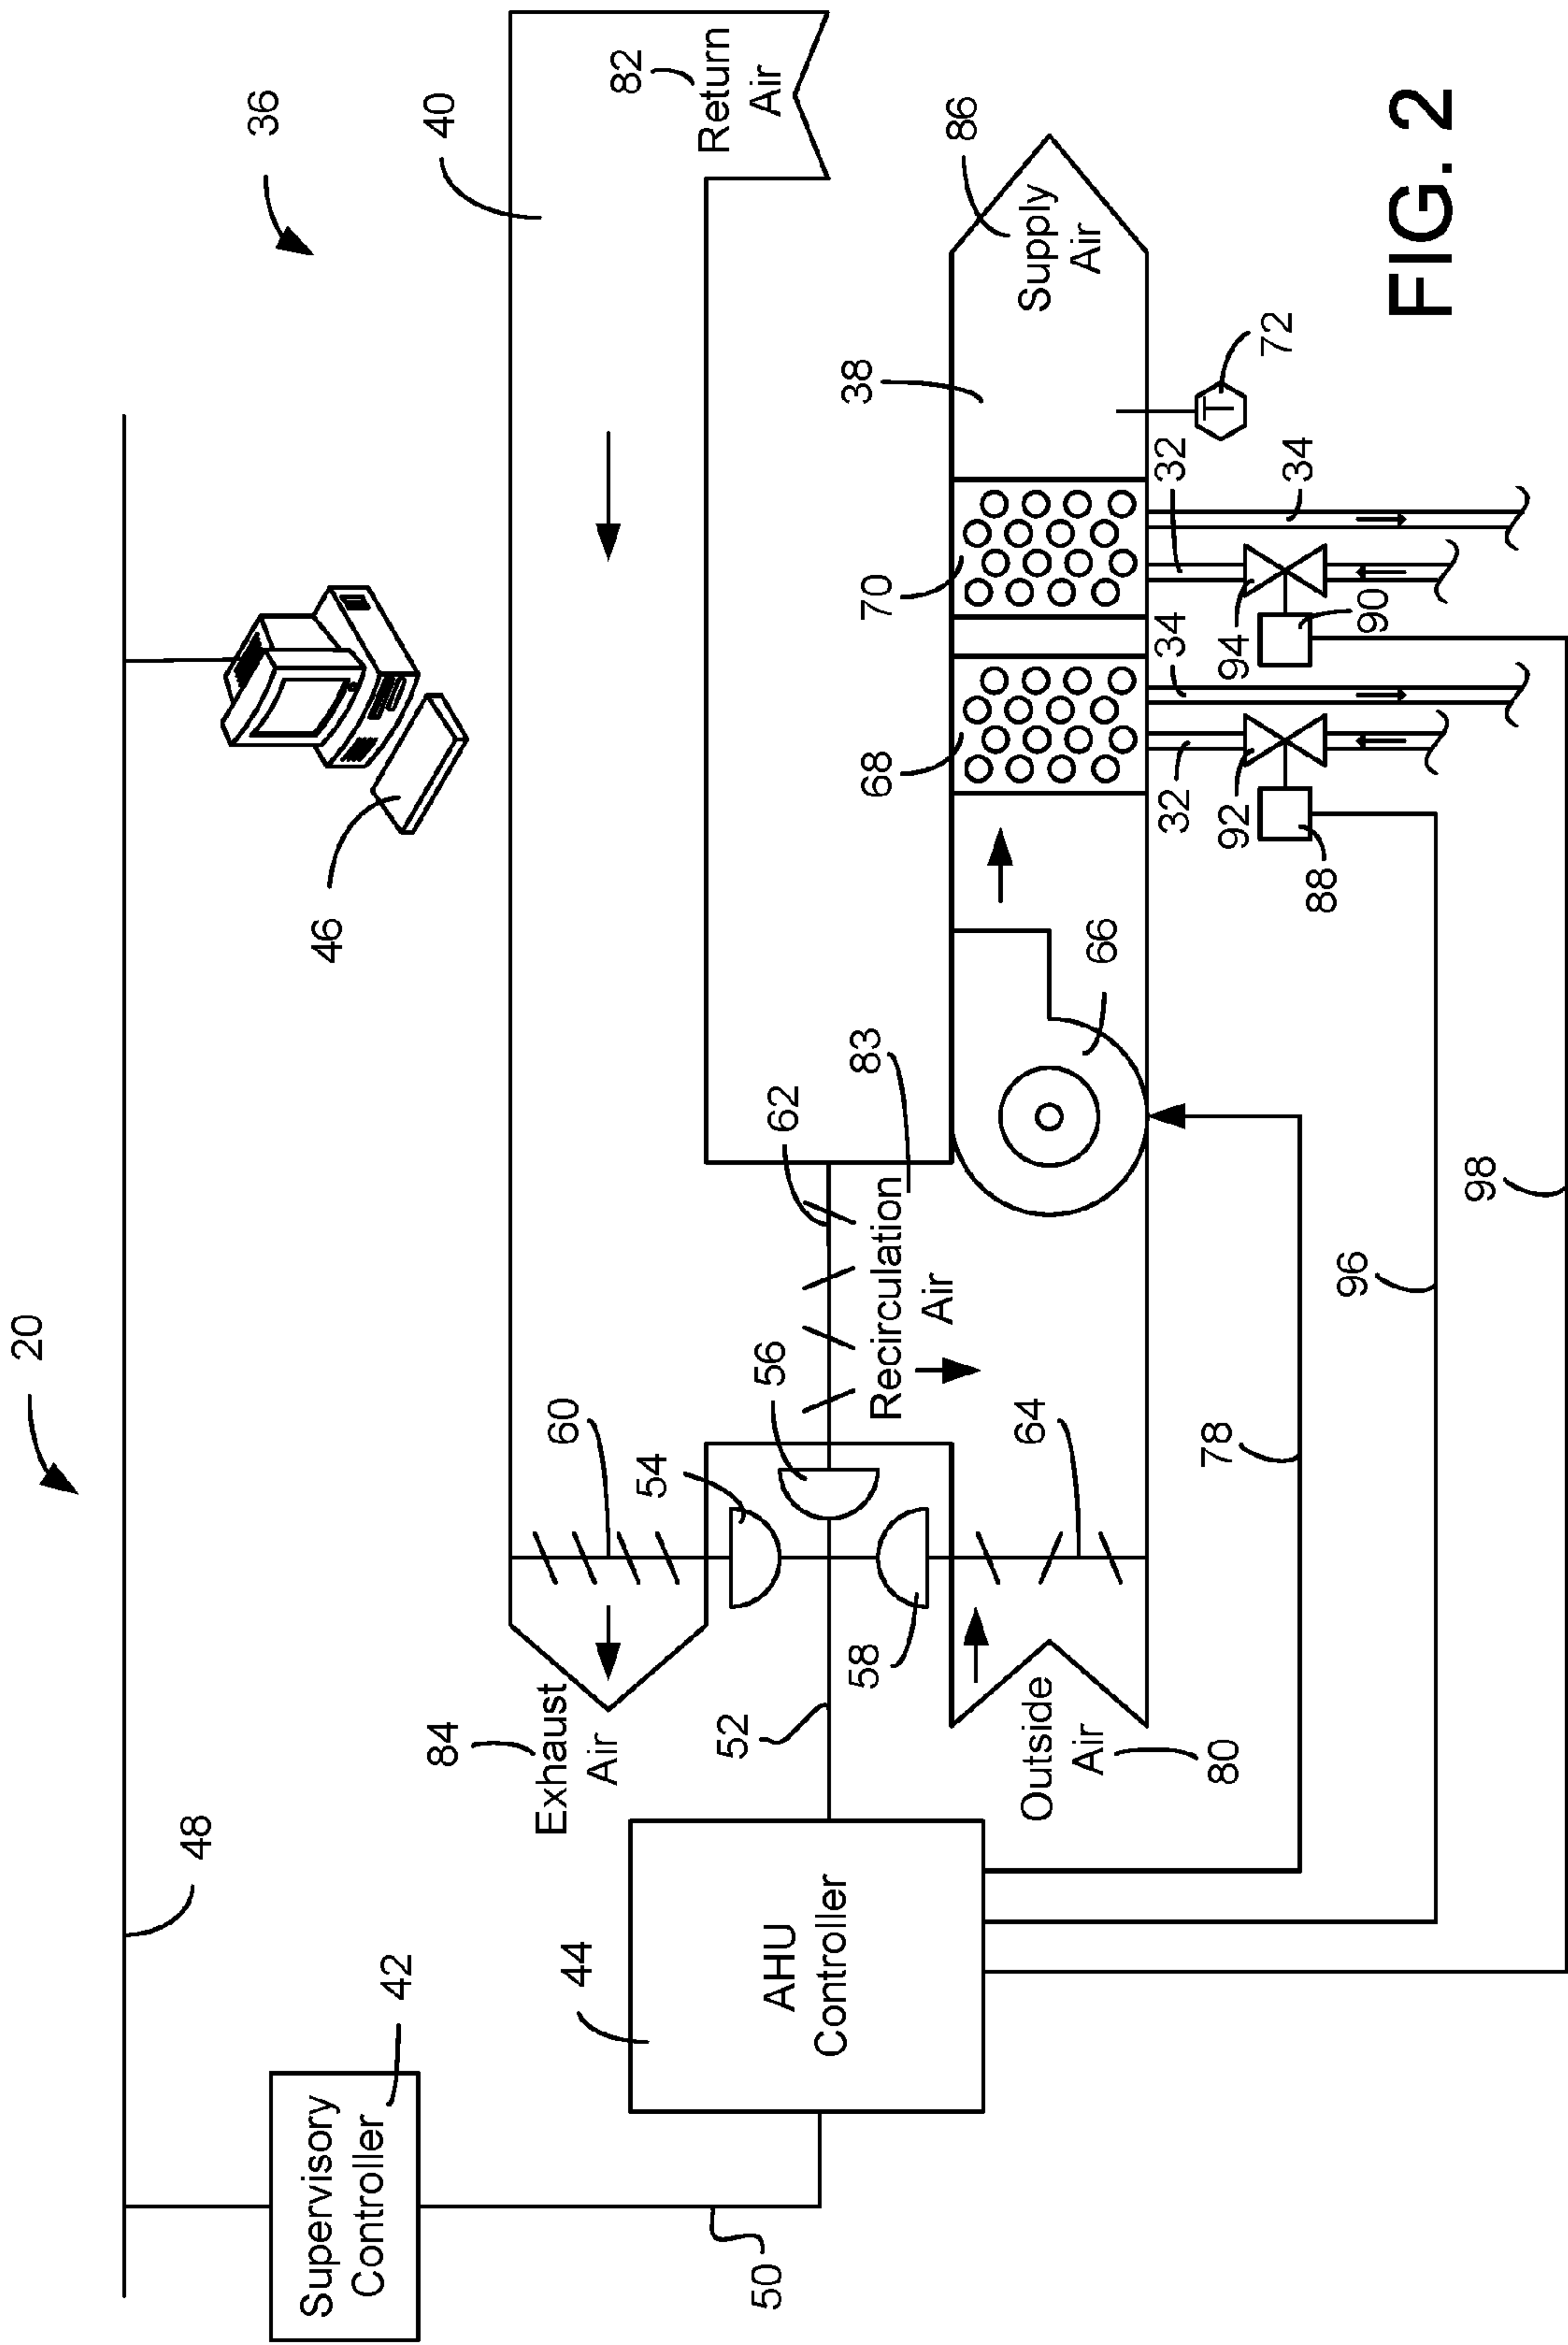 20
36
48
Supervisory
Controller
42
46
40
50
44
AHU
Controller
84
Exhaust
Air
60
54
56
62
52
58
Recirculation
Air
83
82
Return
Air
Outside
Air
80
64
66
68
70
38
86
Supply
Air
72
32
34
32
34
92
88
94
90
78
96
98
FIG. 2
T